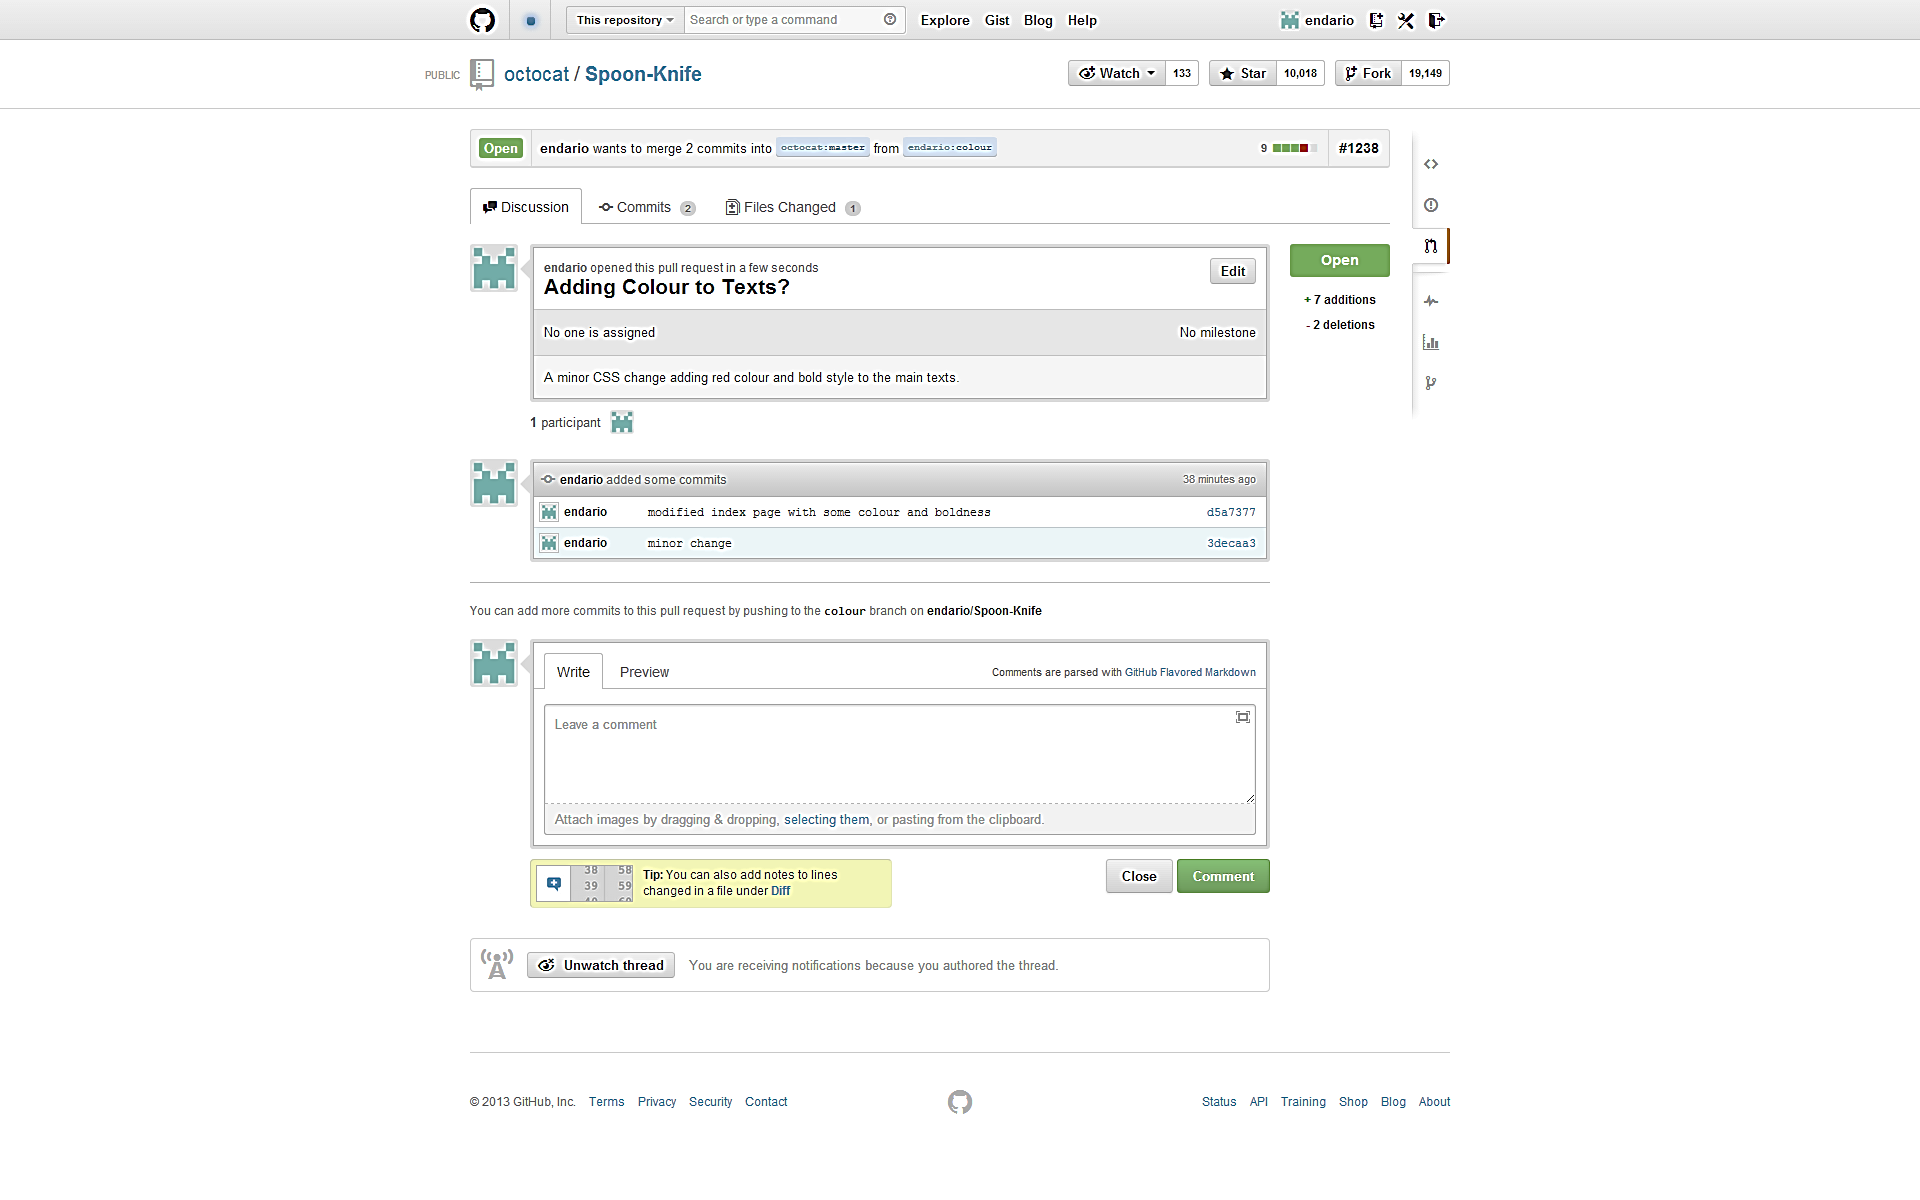 This repository Search or type a command Explore Gist Blog Help endario
PUBLIC octocat / Spoon-Knife Watch 133 Star 10,018 Fork 19,149
Open endario wants to merge 2 commits into octocat:master from endario:colour 9 #1238
Discussion Commits 2 Files Changed 1
endario opened this pull request in a few seconds
Adding Colour to Texts?
Edit
Open
+ 7 additions
- 2 deletions
No one is assigned No milestone
A minor CSS change adding red colour and bold style to the main texts.
1 participant
endario added some commits 38 minutes ago
endario modified index page with some colour and boldness d5a7377
endario minor change 3decaa3
You can add more commits to this pull request by pushing to the colour branch on endario/Spoon-Knife
Write Preview Comments are parsed with GitHub Flavored Markdown
Leave a comment
Attach images by dragging & dropping, selecting them, or pasting from the clipboard.
38 58
39 59
40 60
Tip: You can also add notes to lines
changed in a file under Diff
Close Comment
Unwatch thread You are receiving notifications because you authored the thread.
© 2013 GitHub, Inc. Terms Privacy Security Contact Status API Training Shop Blog About